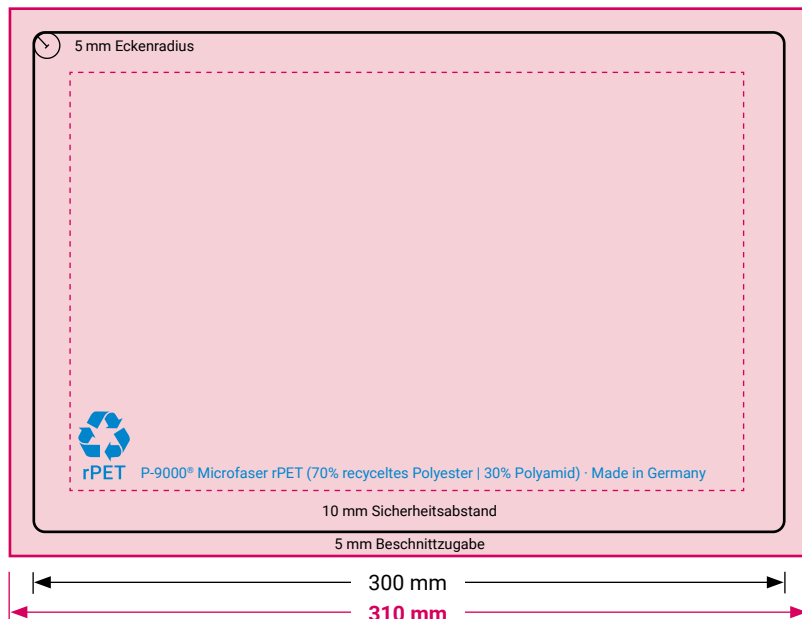 5 mm Eckenradius
rPET
P-9000® Microfaser rPET (70% recyceltes Polyester | 30% Polyamid) · Made in Germany
10 mm Sicherheitsabstand
5 mm Beschnittzugabe
300 mm
310 mm